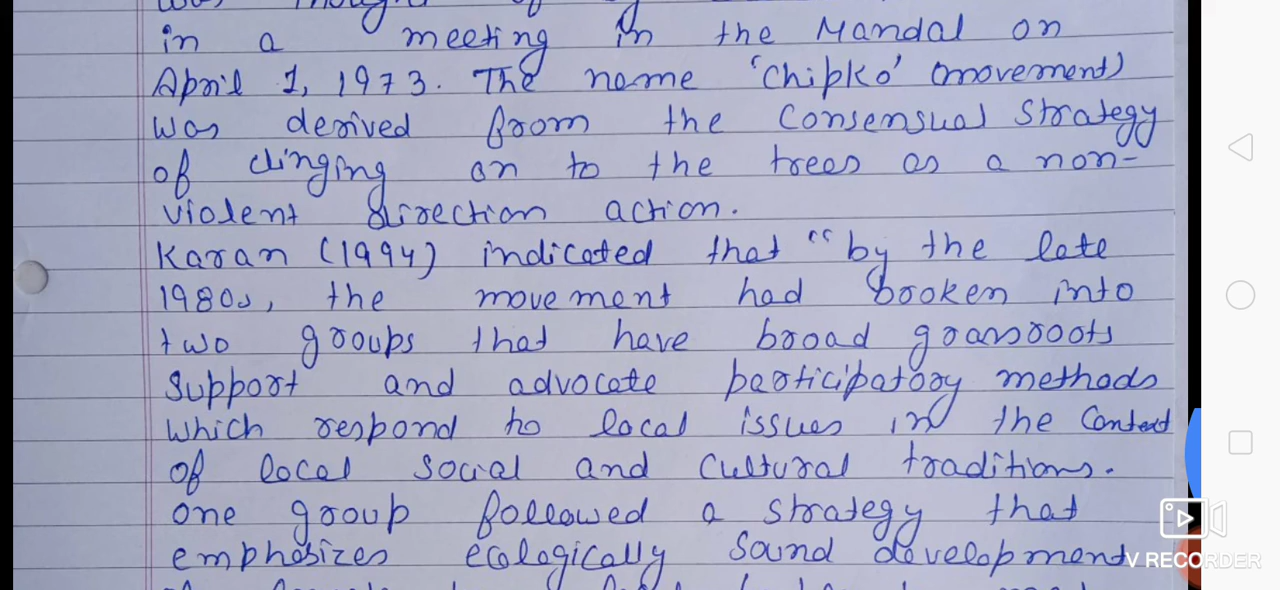 in a meeting in the Mandal on
April 1, 1973. The name 'Chipko' (movement)
was derived from the consensual strategy
of clinging on to the trees as a non-
violent direction action.
Karan (1994) indicated that "by the late
1980s, the movement had broken into
two groups that have broad grassroots
support and advocate participatory methods
which respond to local issues in the context
of local social and cultural traditions.
one group followed a strategy that
emphasizes ecologically sound development
V RECORDER